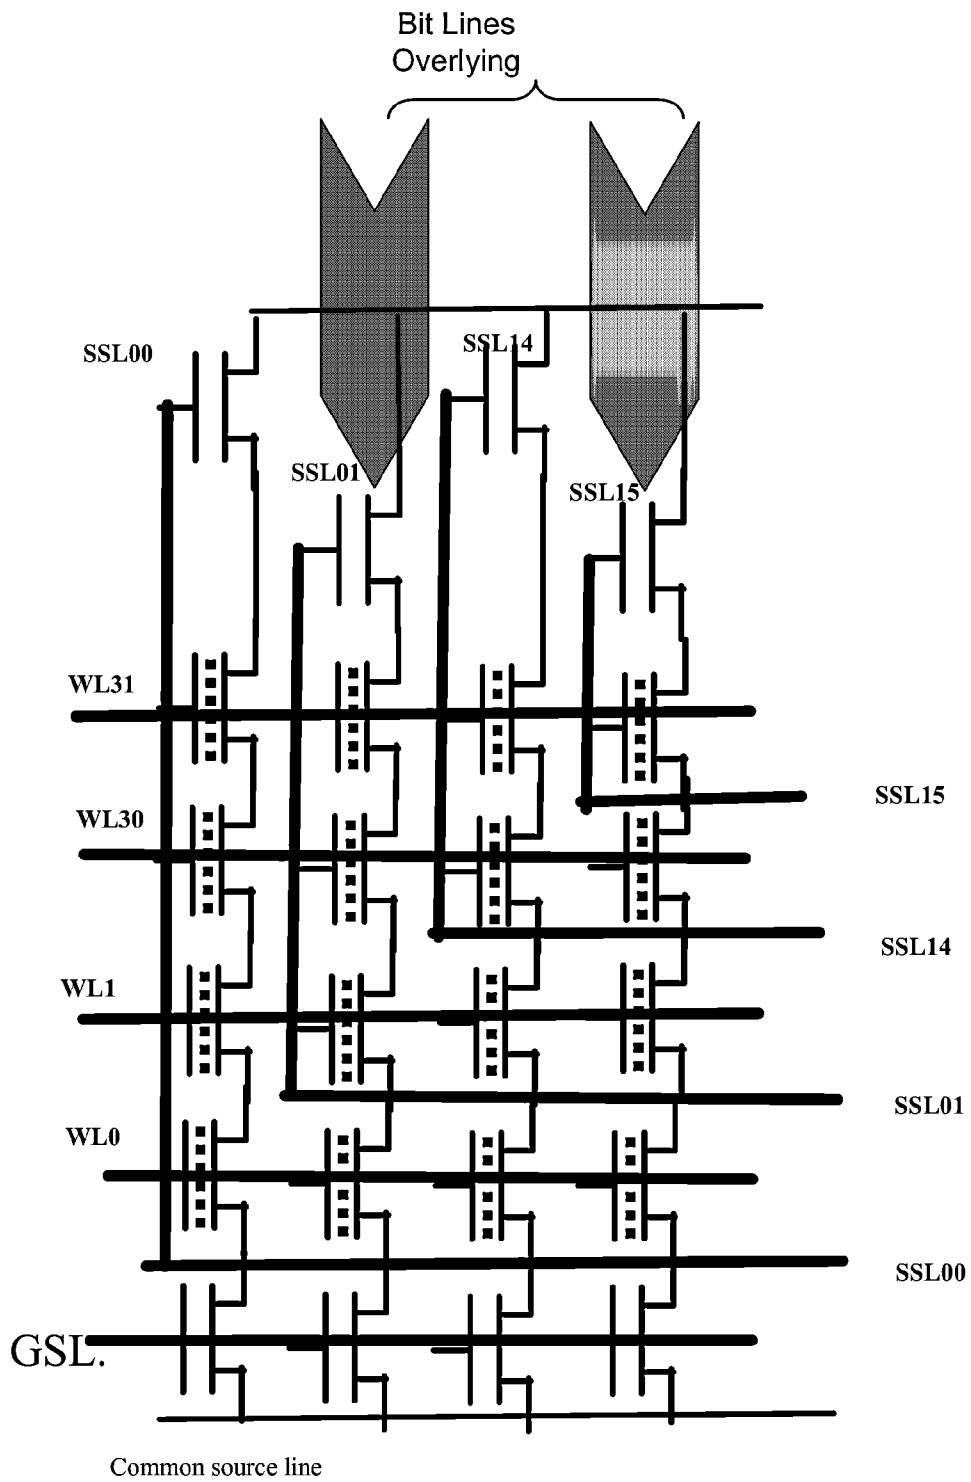 Bit Lines
Overlying
SSL00
SSL14
SSL01
SSL15
WL31
SSL15
WL30
SSL14
WL1
SSL01
WL0
SSL00
GSL.
Common source line